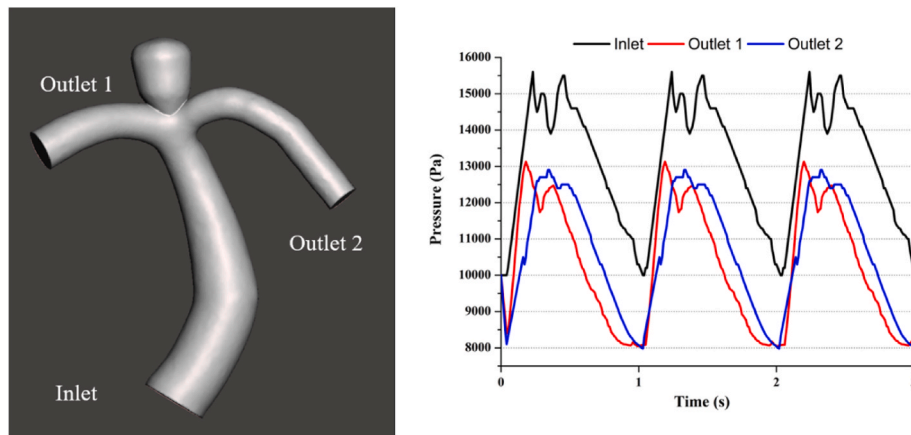 Outlet 1
Outlet 2
Inlet
Inlet Outlet 1 Outlet 2
16000
15000
14000
13000
12000
11000
10000
9000
8000
Pressure (Pa)
0 1 2
Time (s)